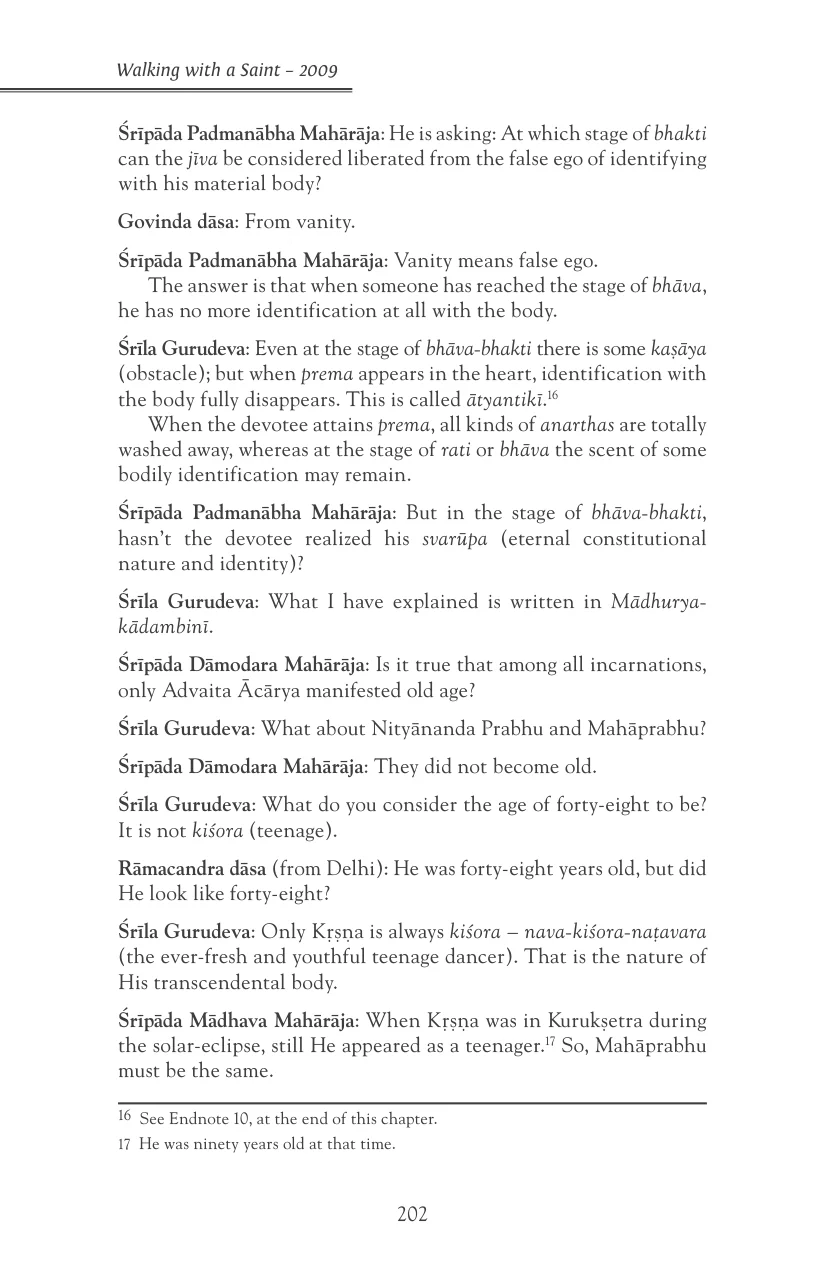 Walking with a Saint – 2009
Śrīpāda Padmanābha Mahārāja: He is asking: At which stage of bhakti
can the jīva be considered liberated from the false ego of identifying
with his material body?
Govinda dāsa: From vanity.
Śrīpāda Padmanābha Mahārāja: Vanity means false ego.
The answer is that when someone has reached the stage of bhāva,
he has no more identification at all with the body.
Śrīla Gurudeva: Even at the stage of bhāva-bhakti there is some kaṣāya
(obstacle); but when prema appears in the heart, identification with
the body fully disappears. This is called ātyantikī.16
When the devotee attains prema, all kinds of anarthas are totally
washed away, whereas at the stage of rati or bhāva the scent of some
bodily identification may remain.
Śrīpāda Padmanābha Mahārāja: But in the stage of bhāva-bhakti,
hasn't the devotee realized his svarūpa (eternal constitutional
nature and identity)?
Śrīla Gurudeva: What I have explained is written in Mādhurya-
kādambinī.
Śrīpāda Dāmodara Mahārāja: Is it true that among all incarnations,
only Advaita Ācārya manifested old age?
Śrīla Gurudeva: What about Nityānanda Prabhu and Mahāprabhu?
Śrīpāda Dāmodara Mahārāja: They did not become old.
Śrīla Gurudeva: What do you consider the age of forty-eight to be?
It is not kiśora (teenage).
Rāmacandra dāsa (from Delhi): He was forty-eight years old, but did
He look like forty-eight?
Śrīla Gurudeva: Only Kṛṣṇa is always kiśora – nava-kiśora-naṭavara
(the ever-fresh and youthful teenage dancer). That is the nature of
His transcendental body.
Śrīpāda Mādhava Mahārāja: When Kṛṣṇa was in Kurukṣetra during
the solar-eclipse, still He appeared as a teenager.17 So, Mahāprabhu
must be the same.
16 See Endnote 10, at the end of this chapter.
17 He was ninety years old at that time.
202